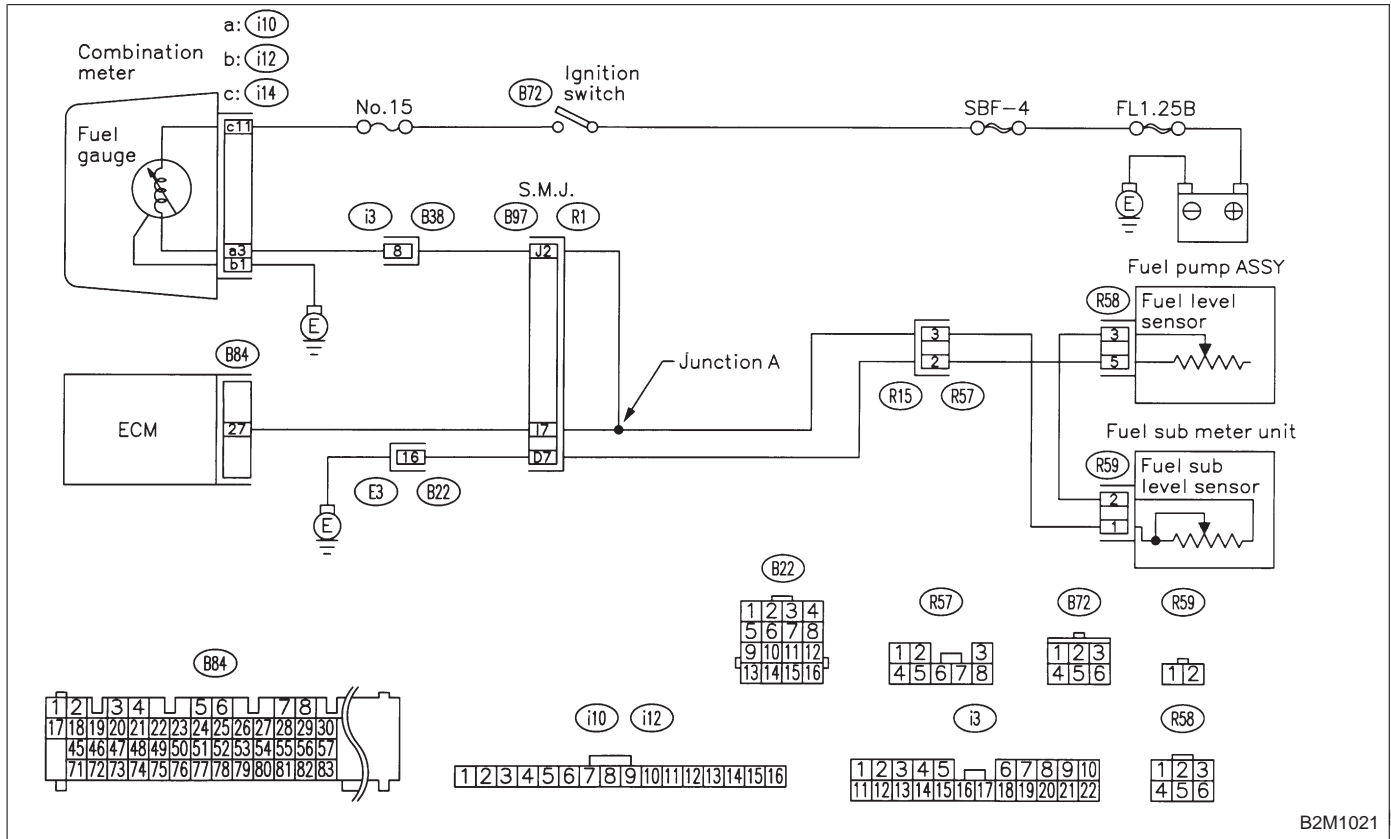 a: i10
Combination
meter
b: i12
c: i14
Ignition
switch
B72
No.15
SBF-4
FL1.25B
c11
Fuel
gauge
S.M.J.
i3
B38
B97
R1
E
⊖ ⊕
a3
8
J2
b1
Fuel pump ASSY
R58
Fuel level
sensor
E
3
3
B84
Junction A
2
5
R15
R57
ECM
27
I7
Fuel sub meter unit
R59
Fuel sub
level sensor
16
D7
E3
B22
2
1
E
B22
1 2 3 4
5 6 7 8
9 10 11 12
13 14 15 16
R57
1 2 3
4 5 6 7 8
B72
1 2 3
4 5 6
R59
1 2
B84
1 2 3 4 5 6 7 8
17 18 19 20 21 22 23 24 25 26 27 28 29 30
45 46 47 48 49 50 51 52 53 54 55 56 57
71 72 73 74 75 76 77 78 79 80 81 82 83
i10 i12
1 2 3 4 5 6 7 8 9 10 11 12 13 14 15 16
i3
1 2 3 4 5 6 7 8 9 10
11 12 13 14 15 16 17 18 19 20 21 22
R58
1 2 3
4 5 6
B2M1021